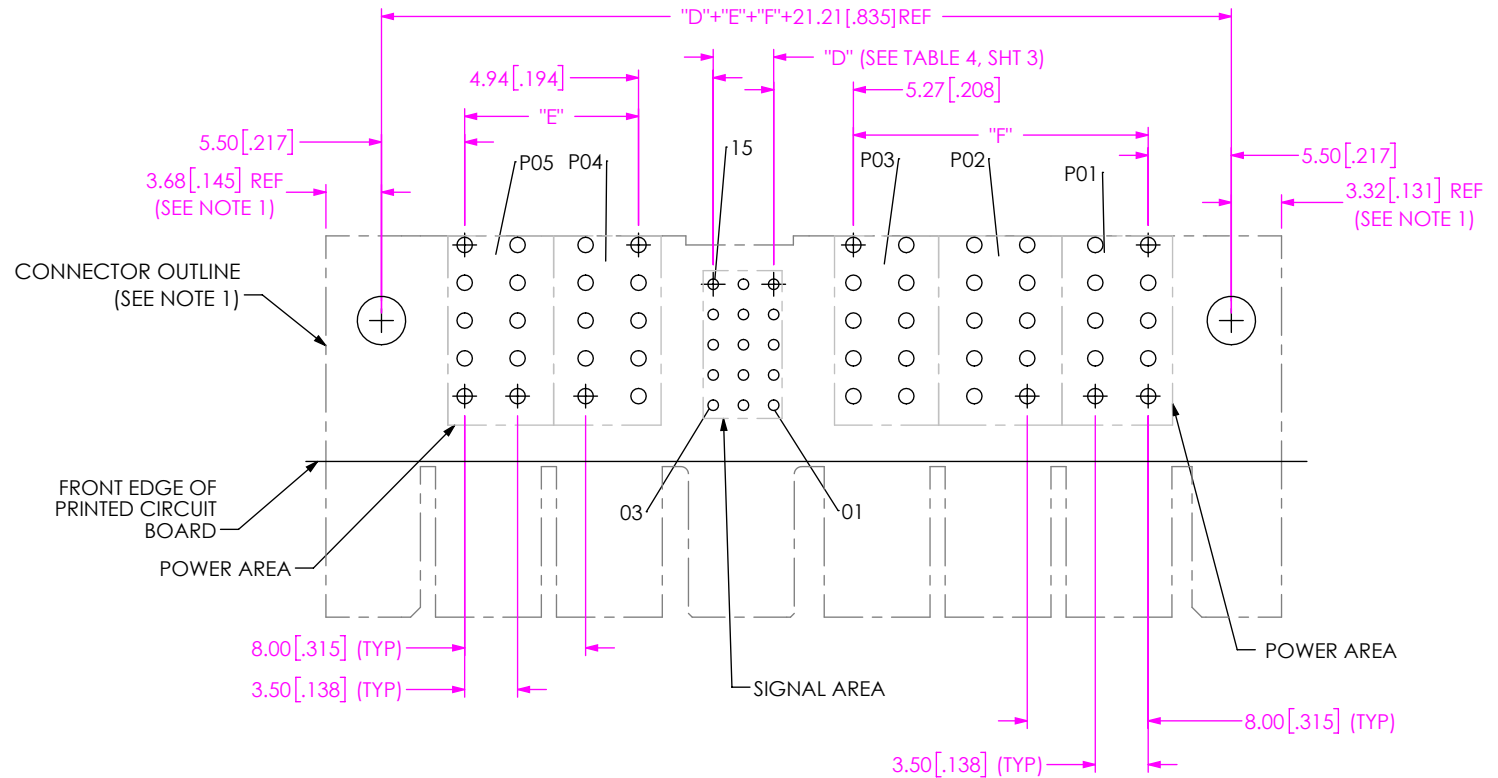 "D"+"E"+"F"+21.21[.835]REF
"D" (SEE TABLE 4, SHT 3)
4.94[.194]
5.27[.208]
"E"
"F"
5.50[.217]
15
P05
P04
P03
P02
P01
5.50[.217]
3.68[.145] REF
(SEE NOTE 1)
3.32[.131] REF
(SEE NOTE 1)
CONNECTOR OUTLINE
(SEE NOTE 1)
FRONT EDGE OF
PRINTED CIRCUIT
BOARD
03
01
POWER AREA
8.00[.315] (TYP)
POWER AREA
3.50[.138] (TYP)
SIGNAL AREA
8.00[.315] (TYP)
3.50[.138] (TYP)